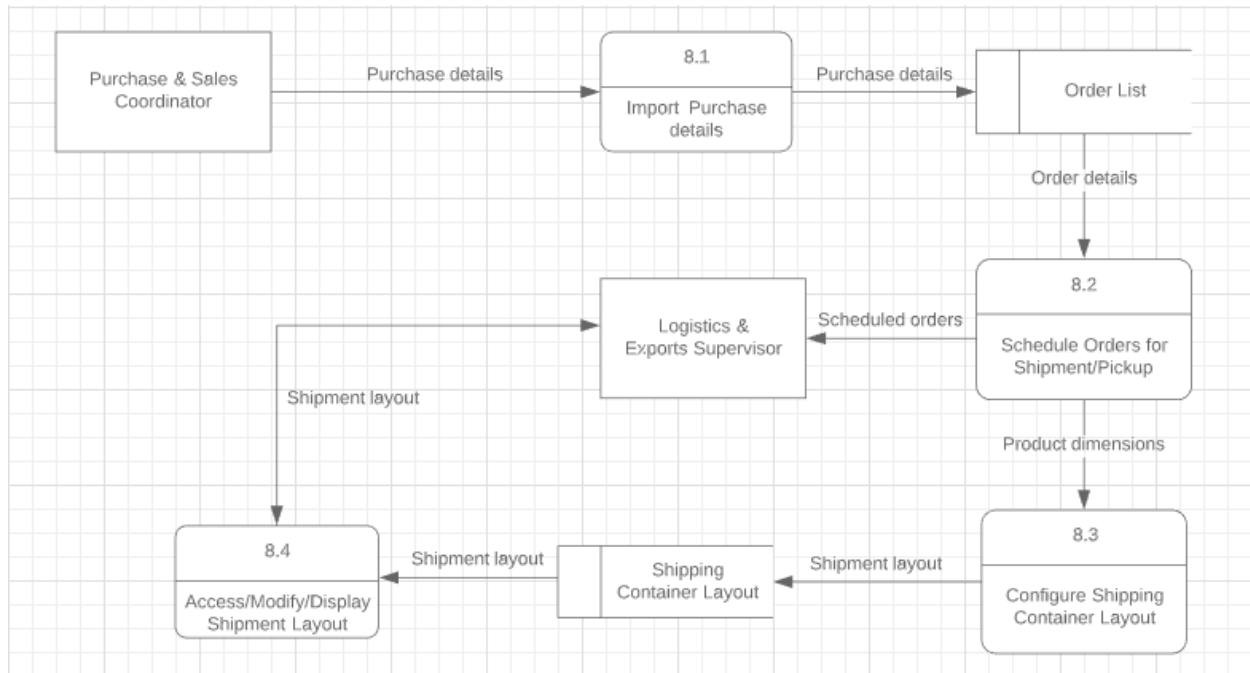 Purchase & Sales
Coordinator
Purchase details
8.1
Import Purchase
details
Purchase details
Order List
Order details
8.2
Schedule Orders for
Shipment/Pickup
Scheduled orders
Logistics &
Exports Supervisor
Shipment layout
Product dimensions
8.3
Configure Shipping
Container Layout
Shipment layout
Shipping
Container Layout
Shipment layout
8.4
Access/Modify/Display
Shipment Layout